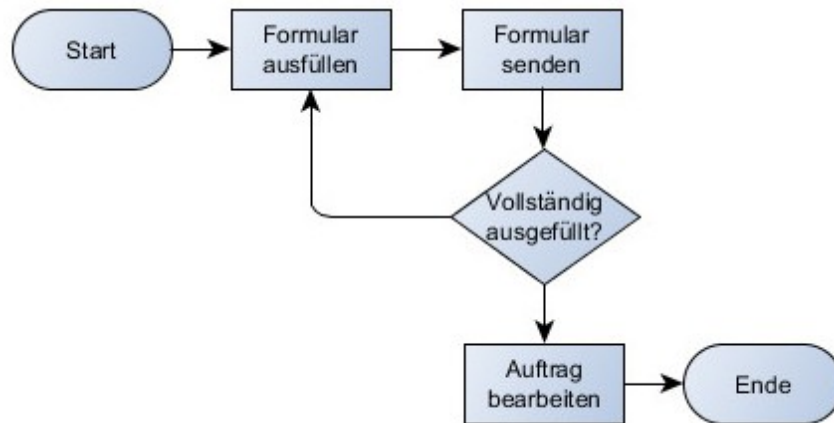 Start
Formular
ausfüllen
Formular
senden
Vollständig
ausgefüllt?
Auftrag
bearbeiten
Ende